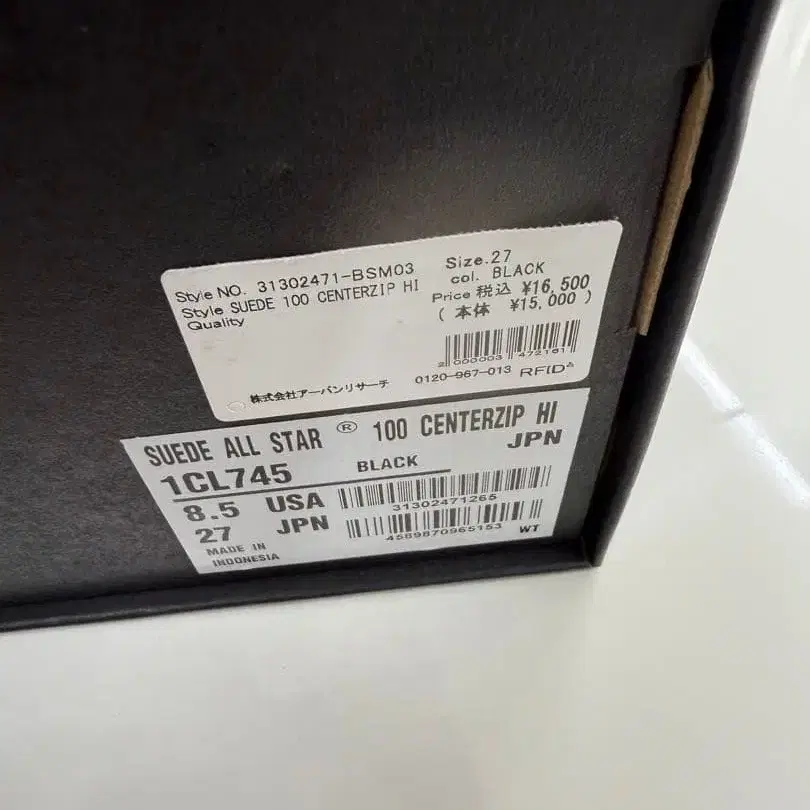 Style NO. 31302471-BSM03 Size.27
Style SUEDE 100 CENTERZIP HI col. BLACK
Quality Price 税込 ¥16,500
( 本体 ¥15,000 )
2 000003 472161
株式会社アーバンリサーチ 0120-967-013 RFID
SUEDE ALL STAR ® 100 CENTERZIP HI
1CL745 BLACK JPN
8.5 USA 31302471265
27 JPN 4589870965153 WT
MADE IN
INDONESIA